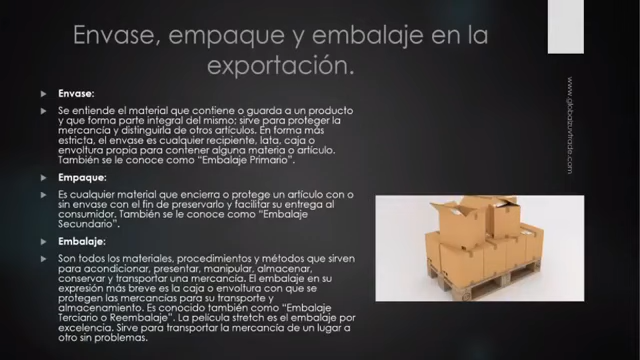 Envase, empaque y embalaje en la
exportación.
Envase:
Se entiende el material que contiene o guarda a un producto
y que forma parte integral del mismo; sirve para proteger la
mercancía y distinguirla de otros artículos. En forma más
estricta, el envase es cualquier recipiente, lata, caja o
envoltura propia para contener alguna materia o artículo.
También se le conoce como “Embalaje Primario”.
Empaque:
Es cualquier material que encierra o protege un artículo con o
sin envase con el fin de preservarlo y facilitar su entrega al
consumidor. También se le conoce como “Embalaje
Secundario”.
Embalaje:
Son todos los materiales, procedimientos y métodos que sirven
para acondicionar, presentar, manipular, almacenar,
conservar y transportar una mercancía. El embalaje en su
expresión más breve es la caja o envoltura con que se
protegen las mercancías para su transporte y
almacenamiento. Es conocido también como “Embalaje
Terciario o Reembalaje”. La película stretch es el embalaje por
excelencia. Sirve para transportar la mercancía de un lugar a
otro sin problemas.